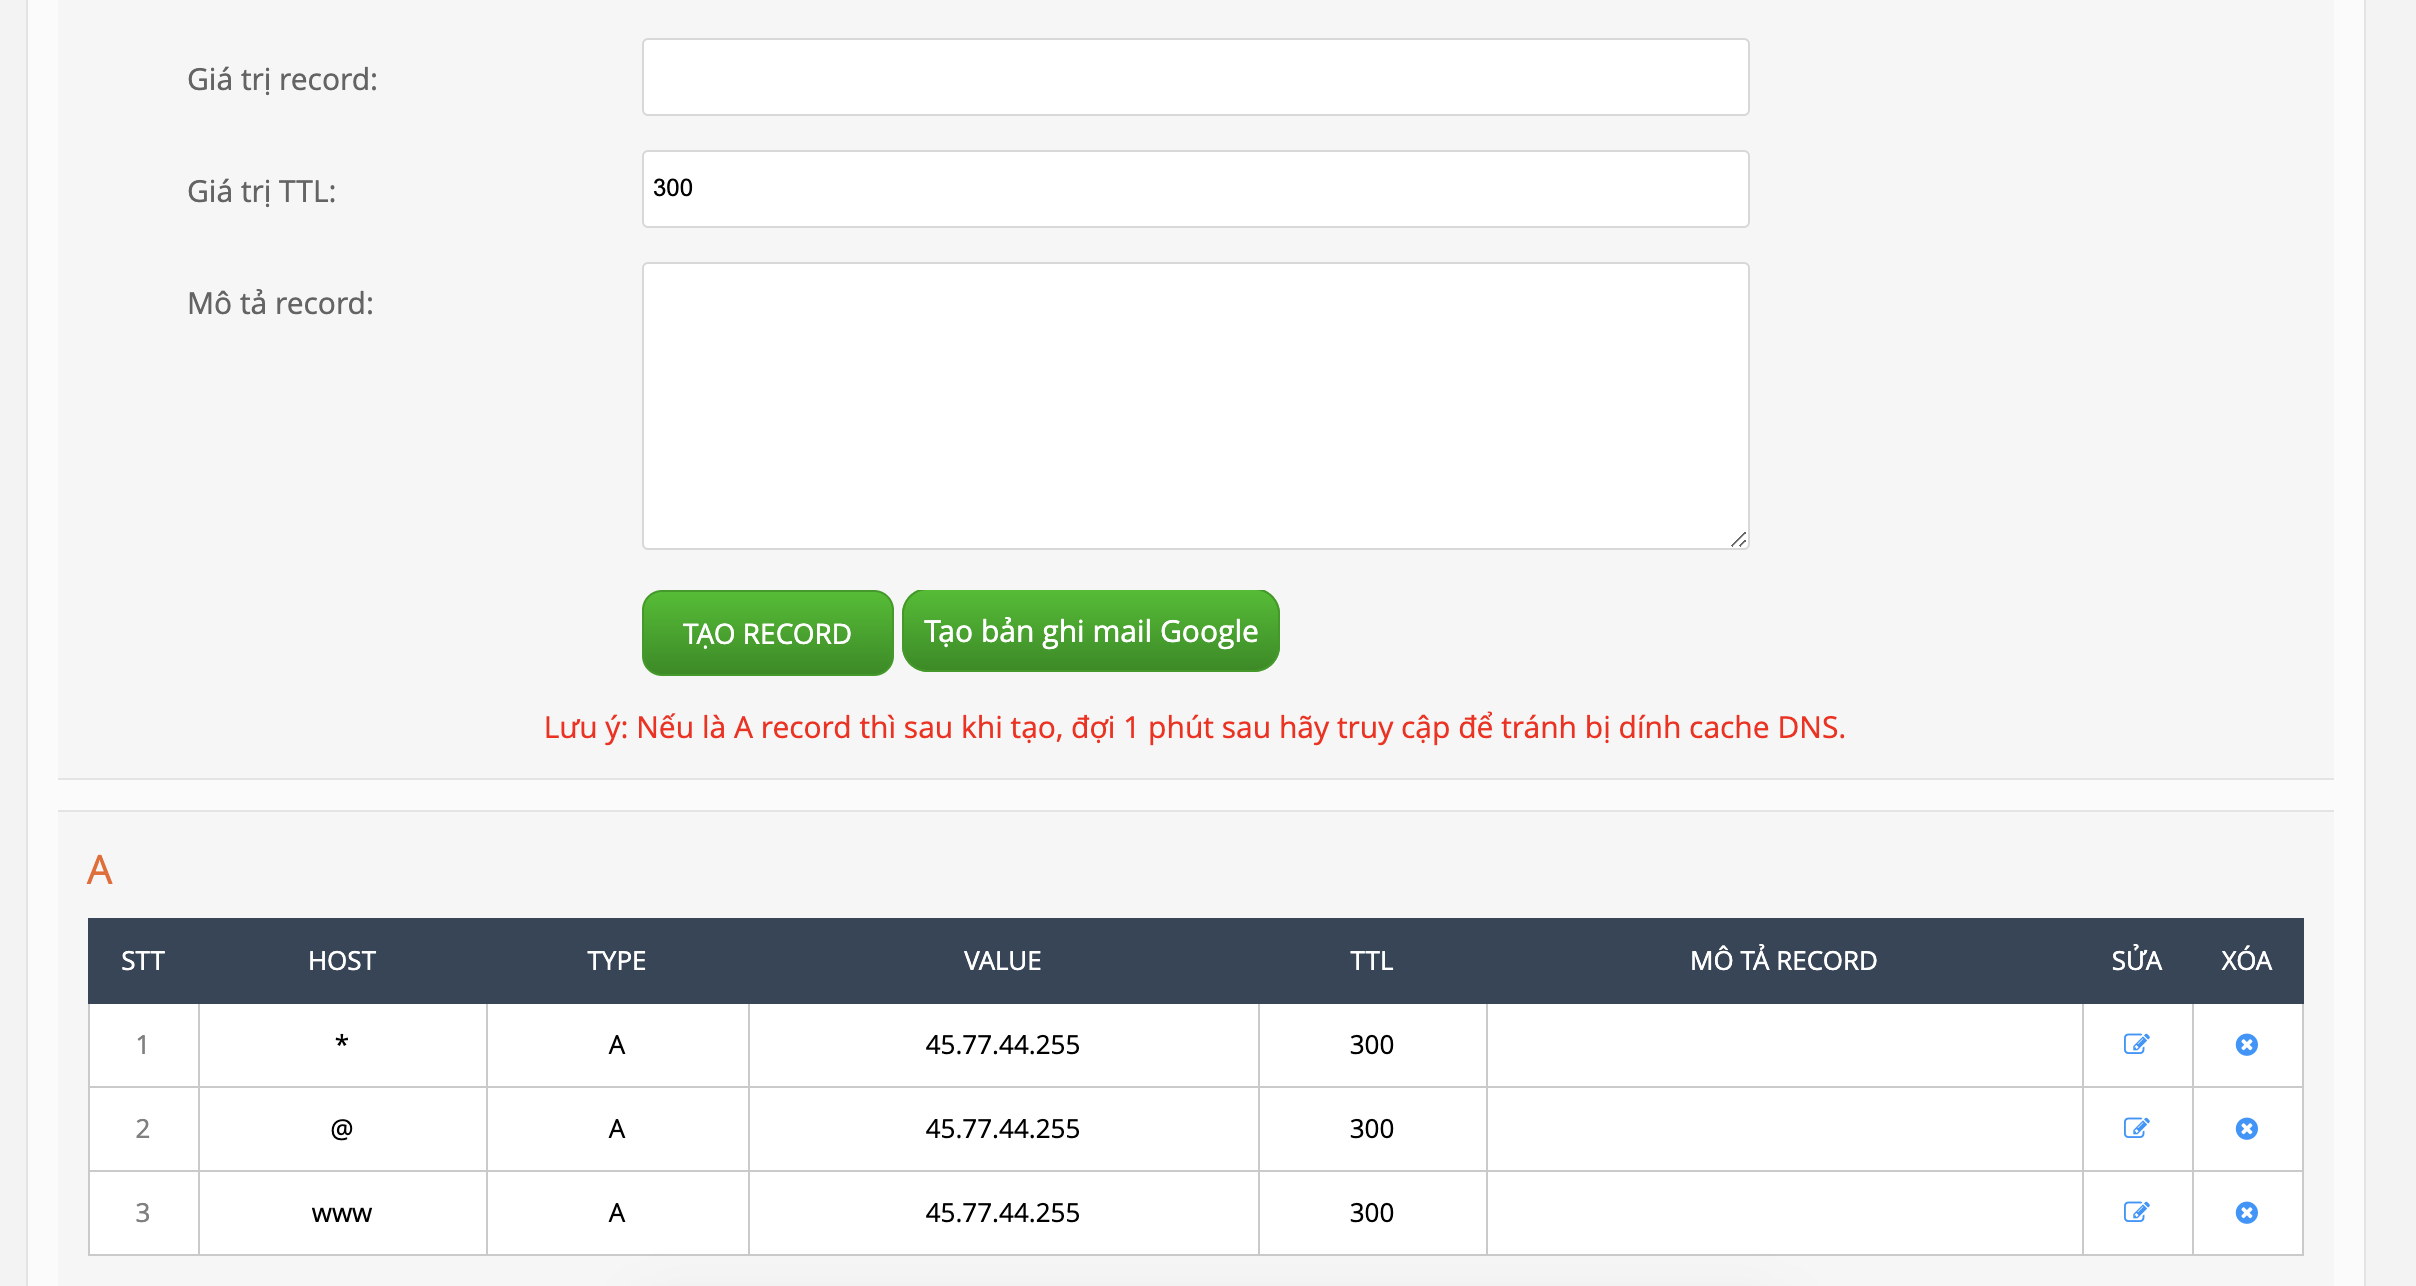 Giá trị record:
Giá trị TTL:
300
Mô tả record:
TẠO RECORD
Tạo bản ghi mail Google
Lưu ý: Nếu là A record thì sau khi tạo, đợi 1 phút sau hãy truy cập để tránh bị dính cache DNS.
A
STT HOST TYPE VALUE TTL MÔ TẢ RECORD SỬA XÓA
1 * A 45.77.44.255 300
2 @ A 45.77.44.255 300
3 www A 45.77.44.255 300